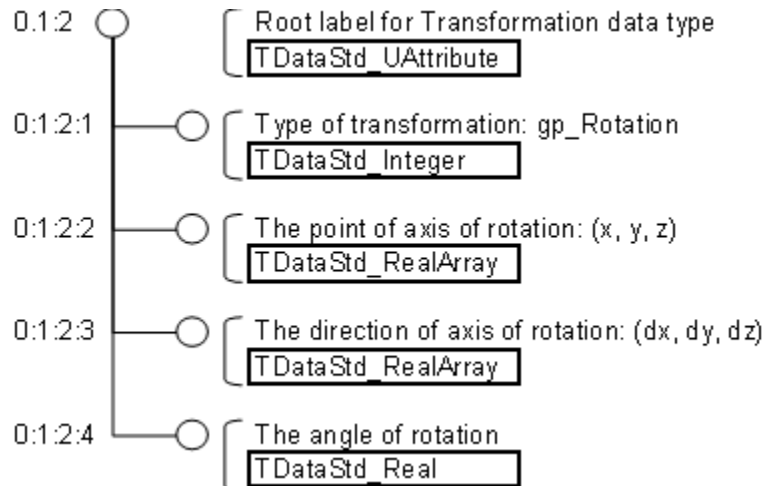 0.1:2 Root label for Transformation data type
TDataStd_UAttribute
0:1:2:1 Type of transformation: gp_Rotation
TDataStd_Integer
0:1:2:2 The point of axis of rotation: (x, y, z)
TDataStd_RealArray
0:1:2:3 The direction of axis of rotation: (dx, dy, dz)
TDataStd_RealArray
0:1:2:4 The angle of rotation
TDataStd_Real